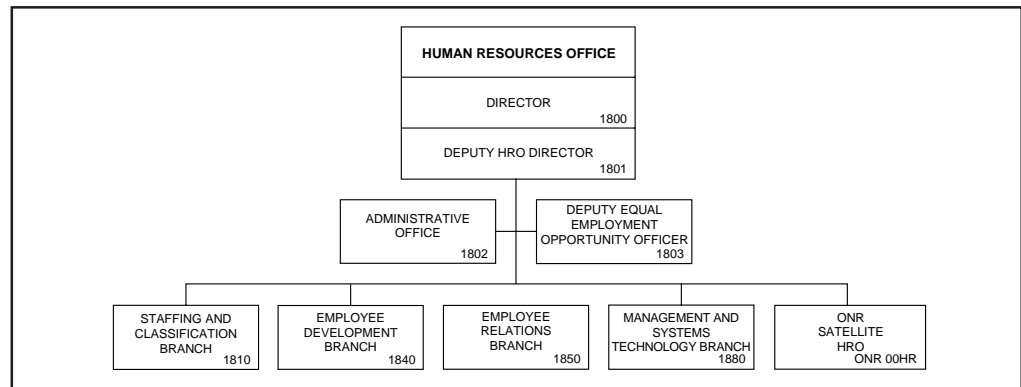 HUMAN RESOURCES OFFICE
DIRECTOR
1800
DEPUTY HRO DIRECTOR
1801
ADMINISTRATIVE
OFFICE
1802
DEPUTY EQUAL
EMPLOYMENT
OPPORTUNITY OFFICER
1803
STAFFING AND
CLASSIFICATION
BRANCH
1810
EMPLOYEE
DEVELOPMENT
BRANCH
1840
EMPLOYEE
RELATIONS
BRANCH
1850
MANAGEMENT AND
SYSTEMS
TECHNOLOGY BRANCH
1880
ONR
SATELLITE
HRO
ONR 00HR